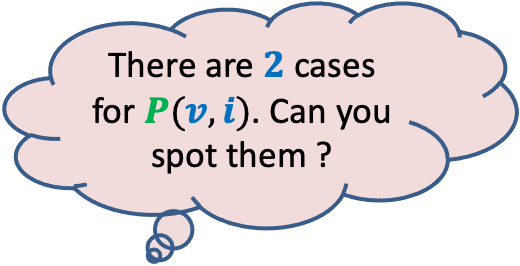 There are 2 cases
for P(v, i). Can you
spot them ?